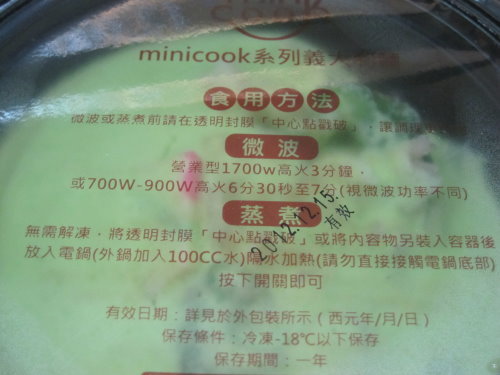 minicook系列義大
食用方法
微波或蒸煮前請在透明封膜「中心點戳破」，讓調理
微波
營業型1700w高火3分鐘，
或700W-900W高火6分30秒至7分(視微波功率不同)
蒸煮
2012.12.15
有效
無需解凍，將透明封膜「中心點戳破」或將內容物另裝入容器後
放入電鍋(外鍋加入100CC水)隔水加熱(請勿直接接觸電鍋底部)
按下開關即可
有效日期：詳見於外包裝所示（西元年/月/日）
保存條件：冷凍-18℃以下保存
保存期間：一年